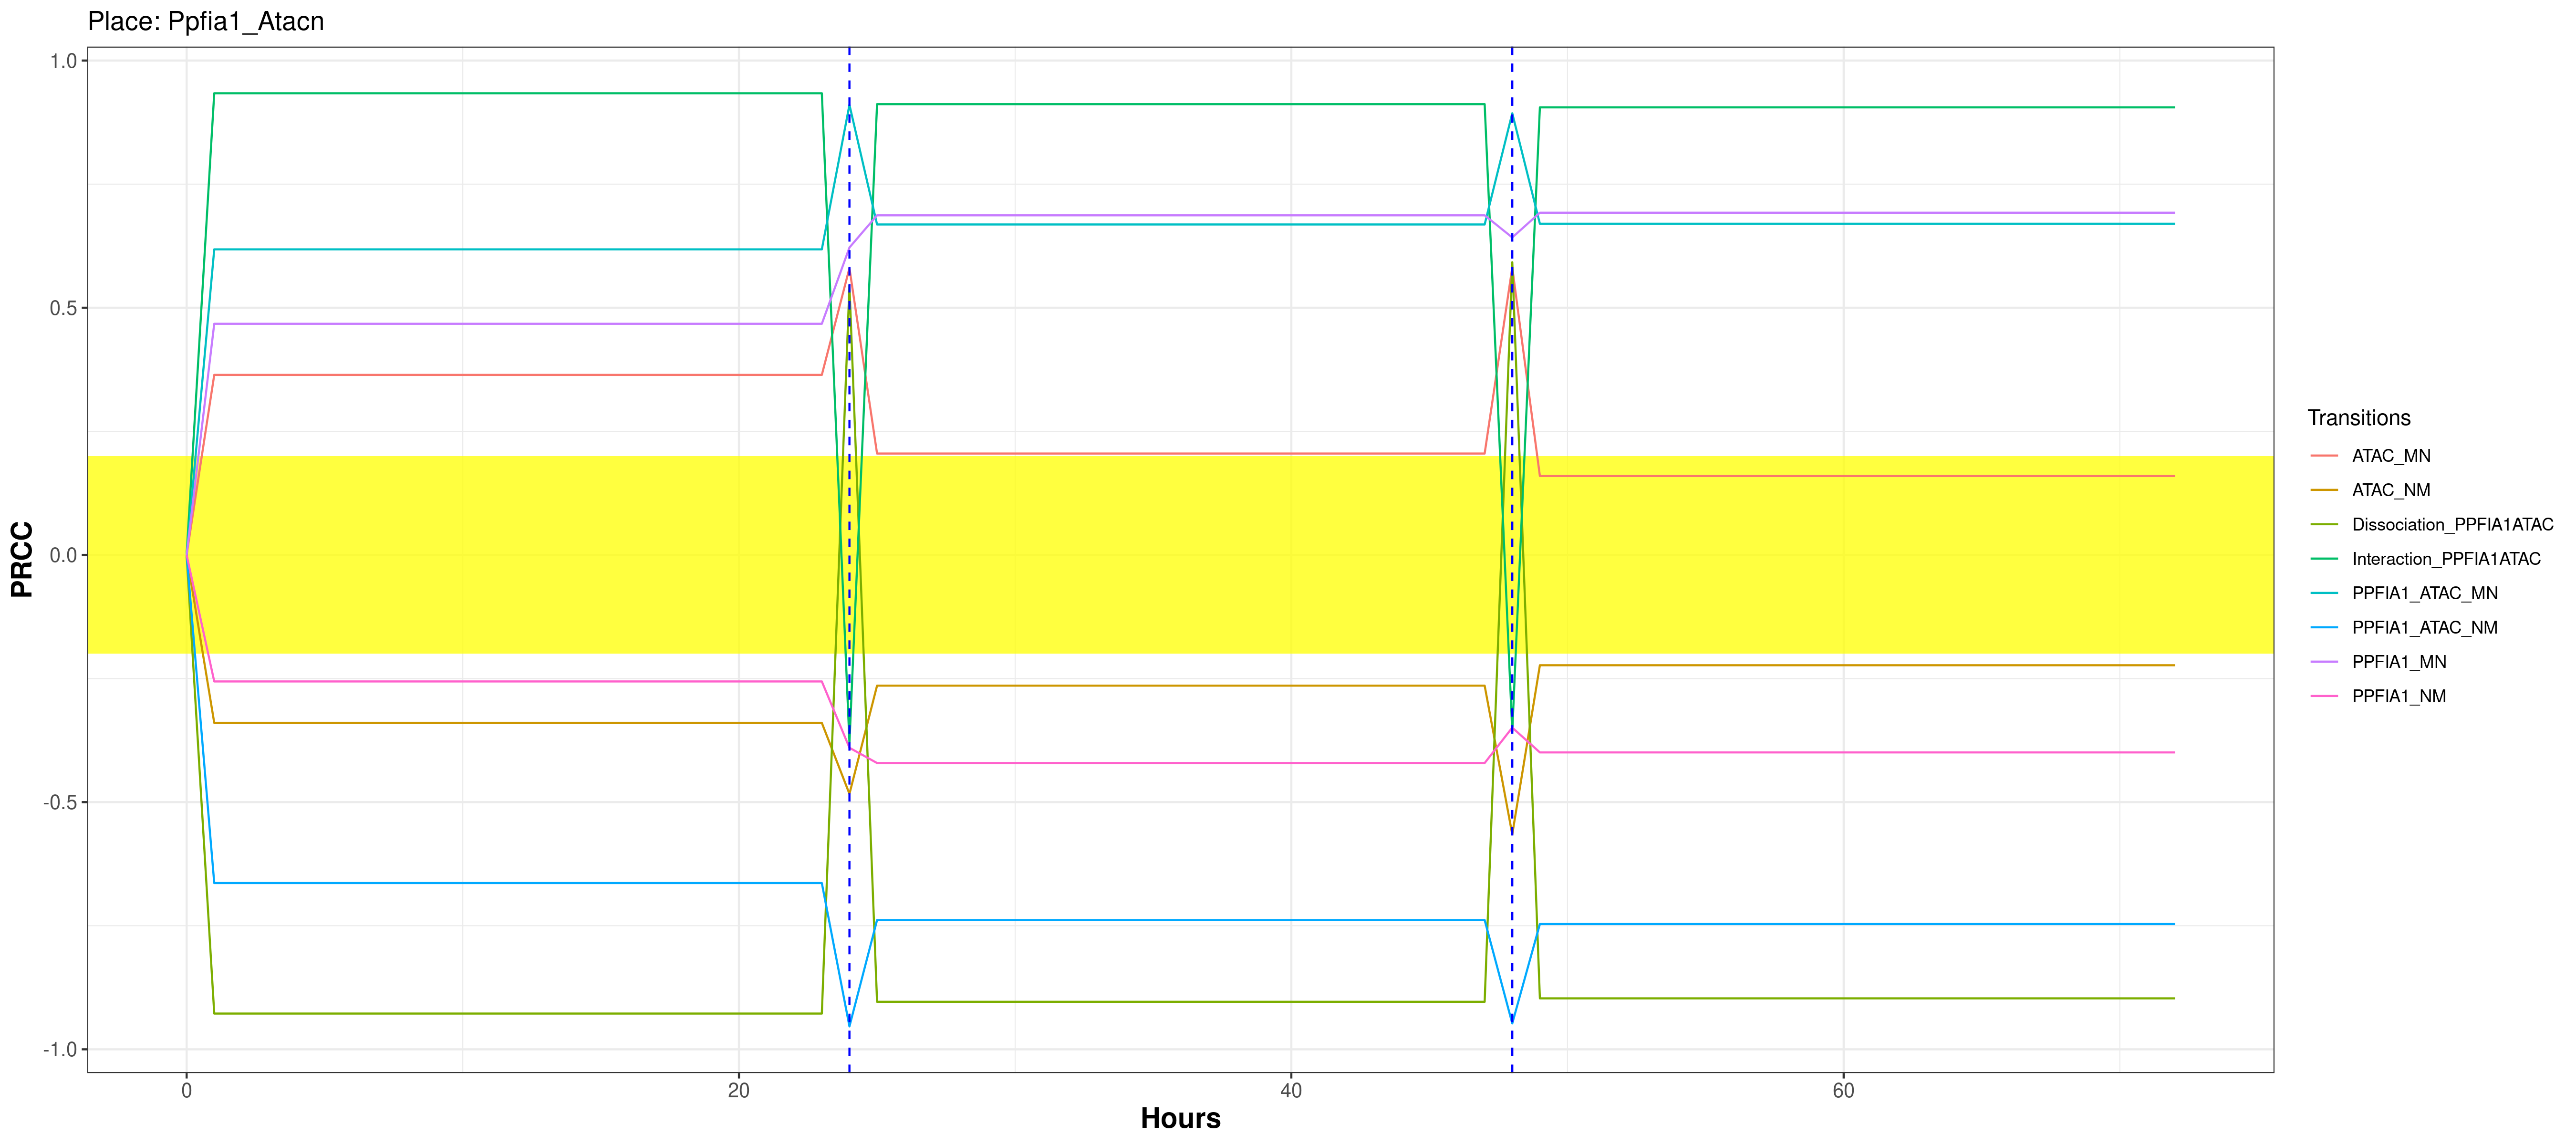 Place: Ppfia1_Atacn
1.0
0.5
0.0
-0.5
-1.0
PRCC
0
20
40
60
Hours
Transitions
ATAC_MN
ATAC_NM
Dissociation_PPFIA1ATAC
Interaction_PPFIA1ATAC
PPFIA1_ATAC_MN
PPFIA1_ATAC_NM
PPFIA1_MN
PPFIA1_NM